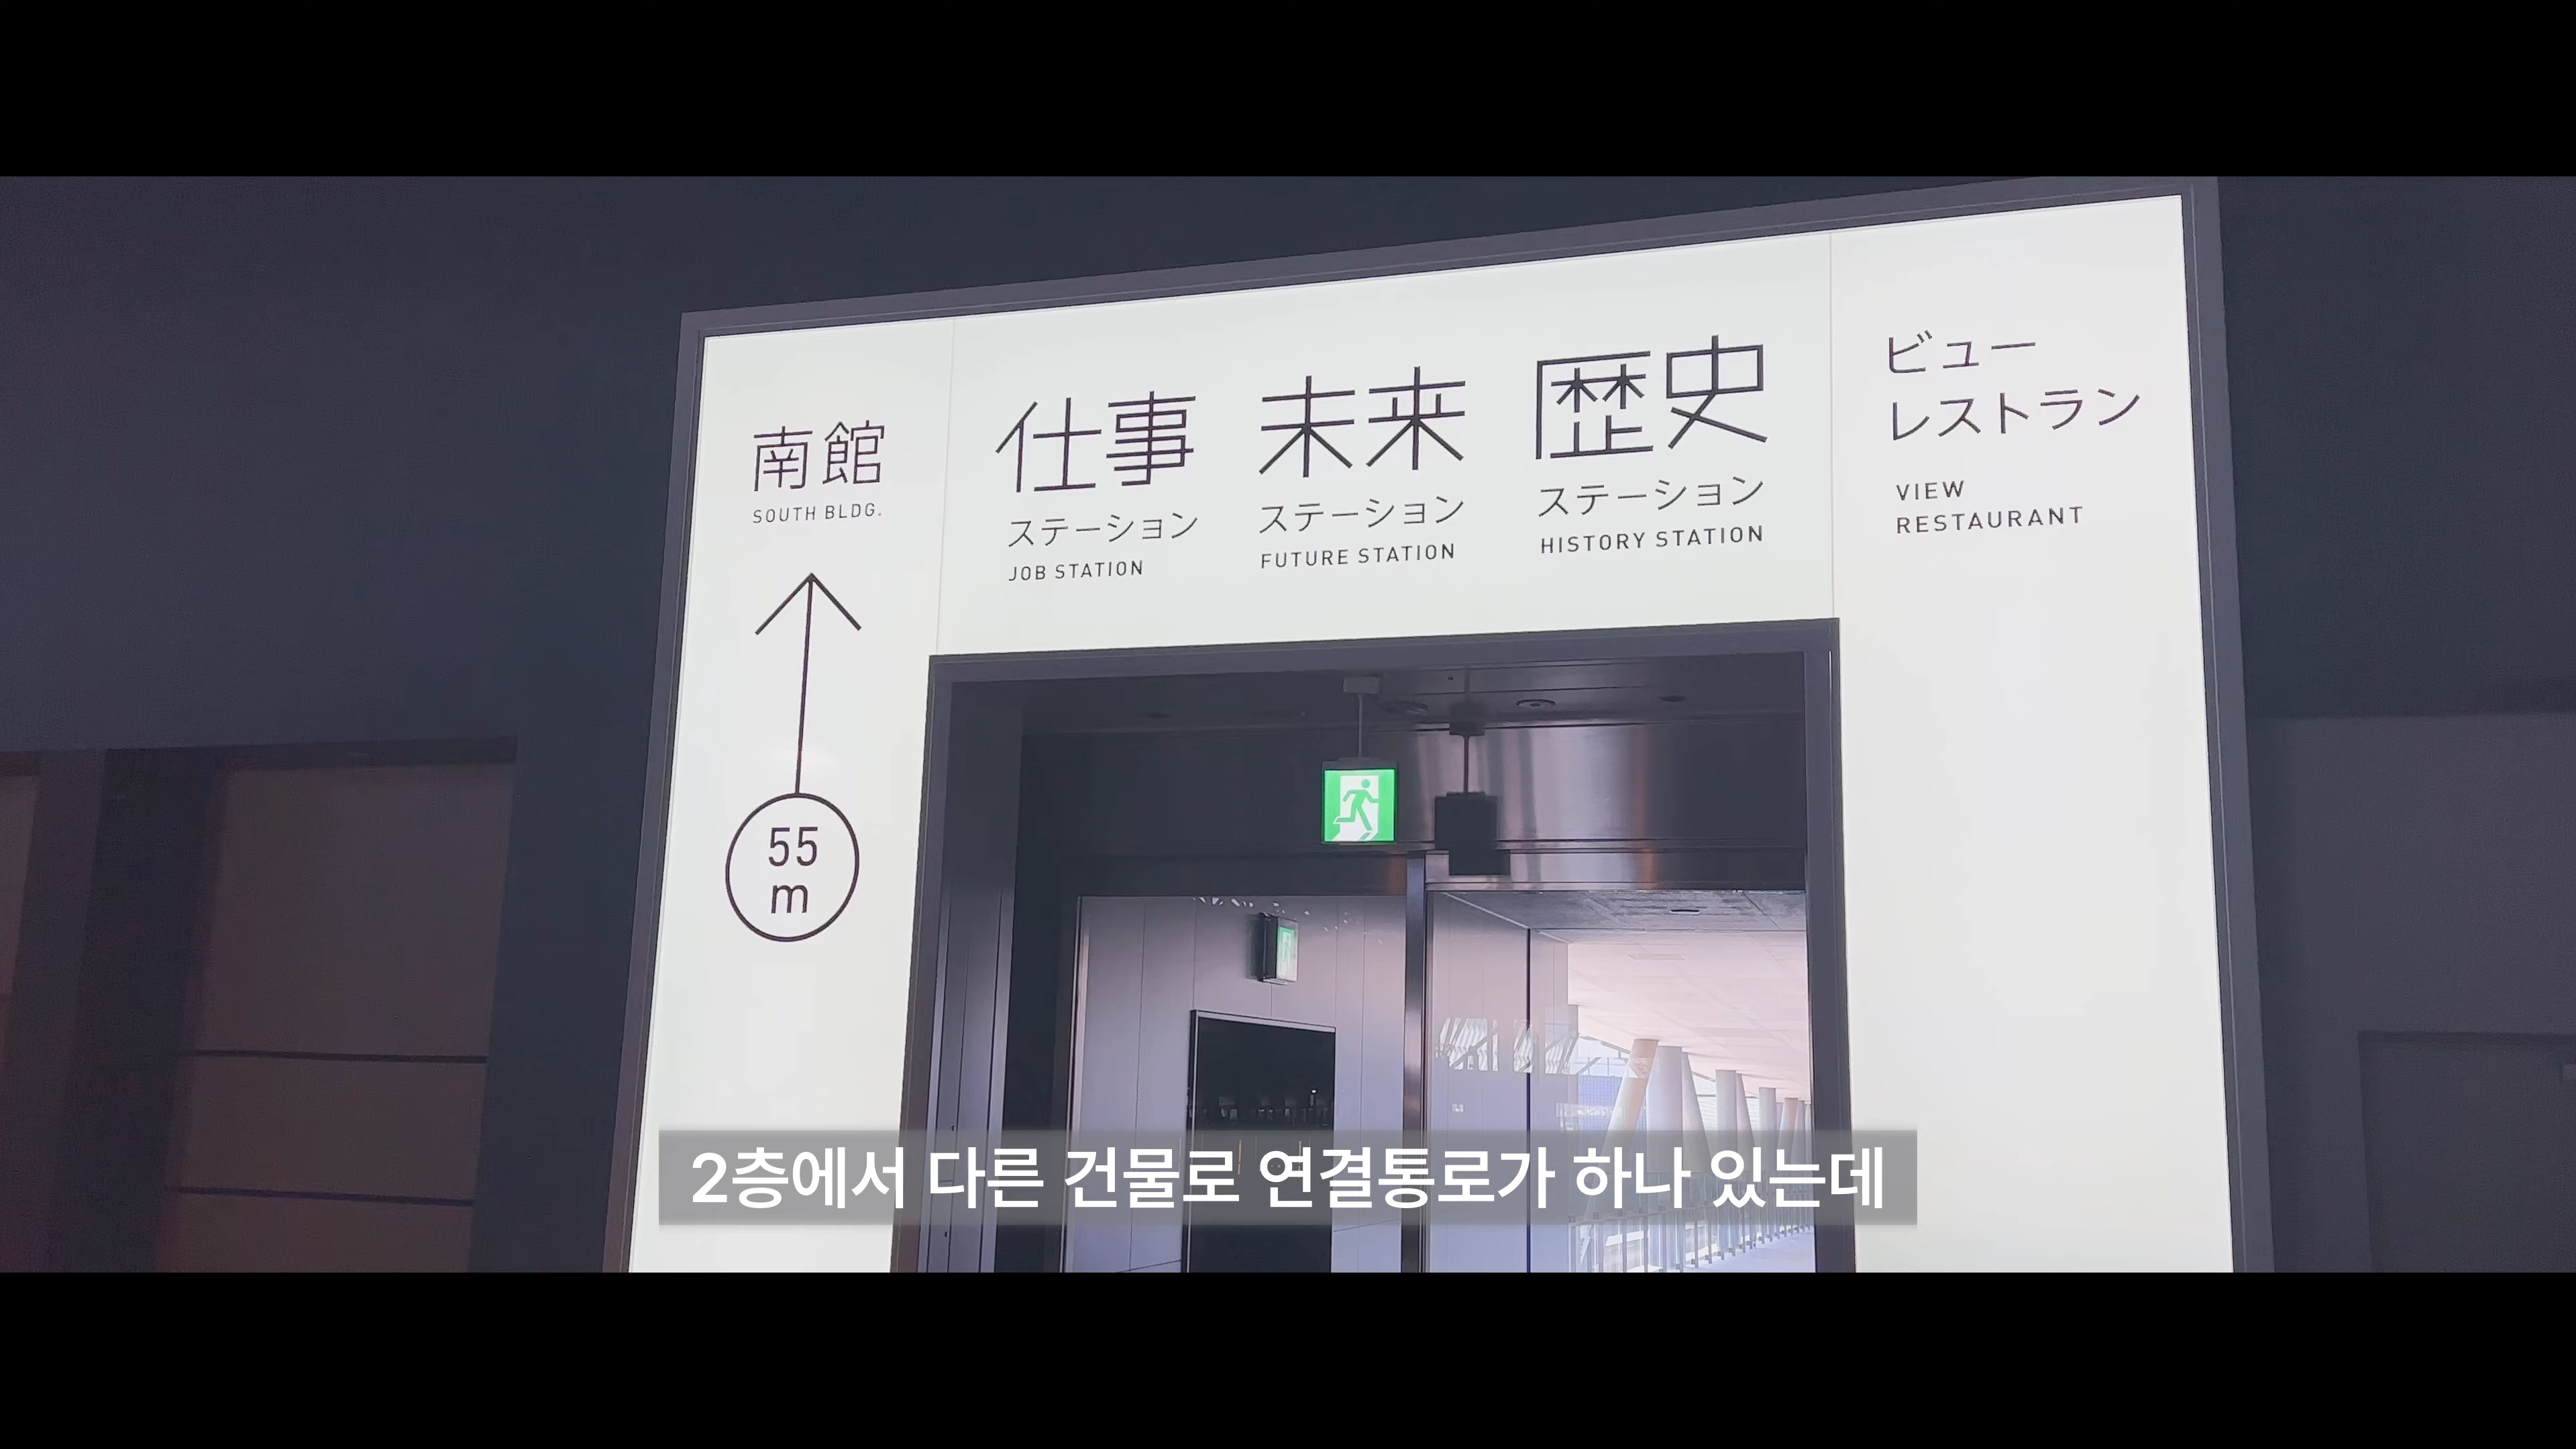 南館
SOUTH BLDG.
55
m
仕事
ステーション
JOB STATION
未来
ステーション
FUTURE STATION
歴史
ステーション
HISTORY STATION
ビュー
レストラン
VIEW
RESTAURANT
2층에서 다른 건물로 연결통로가 하나 있는데